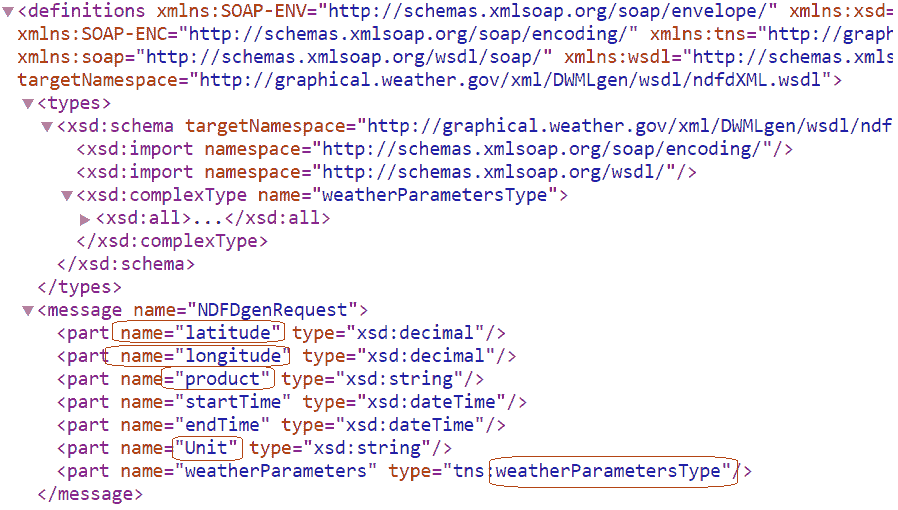 ▼<definitions xmlns:SOAP-ENV="http://schemas.xmlsoap.org/soap/envelope/" xmlns:xsd=
xmlns:SOAP-ENC="http://schemas.xmlsoap.org/soap/encoding/" xmlns:tns="http://grap
xmlns:soap="http://schemas.xmlsoap.org/wsdl/soap/" xmlns:wsdl="http://schemas.xmls
targetNamespace="http://graphical.weather.gov/xml/DWMLgen/wsdl/ndfdXML.wsdl">
▼<types>
▼<xsd:schema targetNamespace="http://graphical.weather.gov/xml/DWMLgen/wsdl/ndf
<xsd:import namespace="http://schemas.xmlsoap.org/soap/encoding/"/>
<xsd:import namespace="http://schemas.xmlsoap.org/wsdl/"/>
▼<xsd:complexType name="weatherParametersType">
▶<xsd:all>...</xsd:all>
</xsd:complexType>
</xsd:schema>
</types>
▼<message name="NDFDgenRequest">
<part name="latitude" type="xsd:decimal"/>
<part name="longitude" type="xsd:decimal"/>
<part name="product" type="xsd:string"/>
<part name="startTime" type="xsd:dateTime"/>
<part name="endTime" type="xsd:dateTime"/>
<part name="Unit" type="xsd:string"/>
<part name="weatherParameters" type="tns:weatherParametersType"/>
</message>